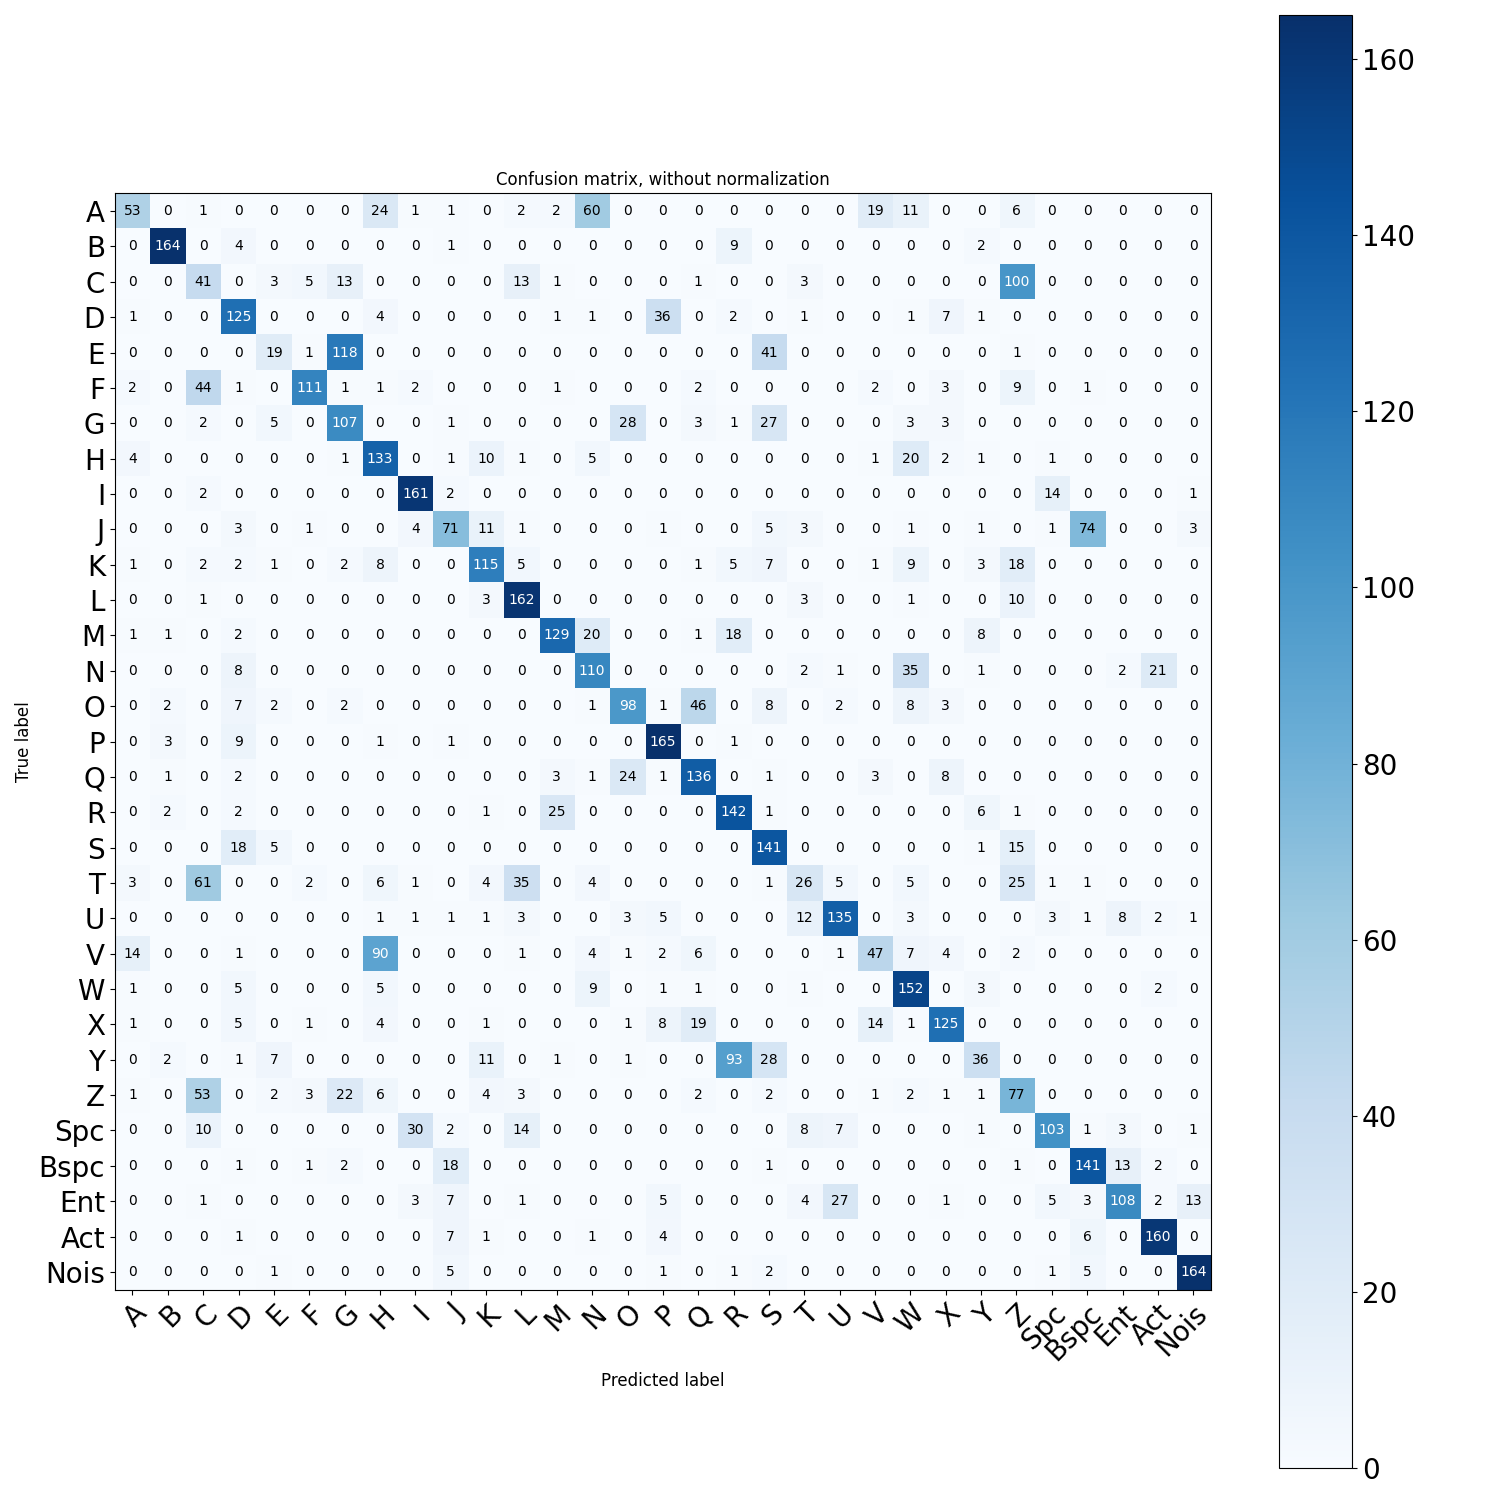 Confusion matrix, without normalization
True label
A 53 0 1 0 0 0 0 24 1 1 0 2 2 60 0 0 0 0 0 0 0 19 11 0 0 6 0 0 0 0 0
B 0 164 0 4 0 0 0 0 0 1 0 0 0 0 0 0 0 9 0 0 0 0 0 0 2 0 0 0 0 0 0
C 0 0 41 0 3 5 13 0 0 0 0 13 1 0 0 0 1 0 0 3 0 0 0 0 0 100 0 0 0 0 0
D 1 0 0 125 0 0 0 4 0 0 0 0 1 1 0 36 0 2 0 1 0 0 1 7 1 0 0 0 0 0 0
E 0 0 0 0 19 1 118 0 0 0 0 0 0 0 0 0 0 0 41 0 0 0 0 0 0 1 0 0 0 0 0
F 2 0 44 1 0 111 1 1 2 0 0 0 1 0 0 0 2 0 0 0 0 2 0 3 0 9 0 1 0 0 0
G 0 0 2 0 5 0 107 0 0 1 0 0 0 0 28 0 3 1 27 0 0 0 3 3 0 0 0 0 0 0 0
H 4 0 0 0 0 0 1 133 0 1 10 1 0 5 0 0 0 0 0 0 0 1 20 2 1 0 1 0 0 0 0
I 0 0 2 0 0 0 0 0 161 2 0 0 0 0 0 0 0 0 0 0 0 0 0 0 0 0 14 0 0 0 1
J 0 0 0 3 0 1 0 0 4 71 11 1 0 0 0 1 0 0 5 3 0 0 1 0 1 0 1 74 0 0 3
K 1 0 2 2 1 0 2 8 0 0 115 5 0 0 0 0 1 5 7 0 0 1 9 0 3 18 0 0 0 0 0
L 0 0 1 0 0 0 0 0 0 0 3 162 0 0 0 0 0 0 0 3 0 0 1 0 0 10 0 0 0 0 0
M 1 1 0 2 0 0 0 0 0 0 0 0 129 20 0 0 1 18 0 0 0 0 0 0 8 0 0 0 0 0 0
N 0 0 0 8 0 0 0 0 0 0 0 0 0 110 0 0 0 0 0 2 1 0 35 0 1 0 0 0 2 21 0
O 0 2 0 7 2 0 2 0 0 0 0 0 0 1 98 1 46 0 8 0 2 0 8 3 0 0 0 0 0 0 0
P 0 3 0 9 0 0 0 1 0 1 0 0 0 0 0 165 0 1 0 0 0 0 0 0 0 0 0 0 0 0 0
Q 0 1 0 2 0 0 0 0 0 0 0 0 3 1 24 1 136 0 1 0 0 3 0 8 0 0 0 0 0 0 0
R 0 2 0 2 0 0 0 0 0 0 1 0 25 0 0 0 0 142 1 0 0 0 0 0 6 1 0 0 0 0 0
S 0 0 0 18 5 0 0 0 0 0 0 0 0 0 0 0 0 0 141 0 0 0 0 0 1 15 0 0 0 0 0
T 3 0 61 0 0 2 0 6 1 0 4 35 0 4 0 0 0 0 1 26 5 0 5 0 0 25 1 1 0 0 0
U 0 0 0 0 0 0 0 1 1 1 1 3 0 0 3 5 0 0 0 12 135 0 3 0 0 0 3 1 8 2 1
V 14 0 0 1 0 0 0 90 0 0 0 1 0 4 1 2 6 0 0 0 1 47 7 4 0 2 0 0 0 0 0
W 1 0 0 5 0 0 0 5 0 0 0 0 0 9 0 1 1 0 0 1 0 0 152 0 3 0 0 0 0 2 0
X 1 0 0 5 0 1 0 4 0 0 1 0 0 0 1 8 19 0 0 0 0 14 1 125 0 0 0 0 0 0 0
Y 0 2 0 1 7 0 0 0 0 0 11 0 1 0 1 0 0 93 28 0 0 0 0 0 36 0 0 0 0 0 0
Z 1 0 53 0 2 3 22 6 0 0 4 3 0 0 0 0 2 0 2 0 0 1 2 1 1 77 0 0 0 0 0
Spc 0 0 10 0 0 0 0 0 30 2 0 14 0 0 0 0 0 0 0 8 7 0 0 0 1 0 103 1 3 0 1
Bspc 0 0 0 1 0 1 2 0 0 18 0 0 0 0 0 0 0 0 1 0 0 0 0 0 0 1 0 141 13 2 0
Ent 0 0 1 0 0 0 0 0 3 7 0 1 0 0 0 5 0 0 0 4 27 0 0 1 0 0 5 3 108 2 13
Act 0 0 0 1 0 0 0 0 0 7 1 0 0 1 0 4 0 0 0 0 0 0 0 0 0 0 0 6 0 160 0
Nois 0 0 0 0 1 0 0 0 0 5 0 0 0 0 0 1 0 1 2 0 0 0 0 0 0 0 1 5 0 0 164
A B C D E F G H I J K L M N O P Q R S T U V W X Y Z Spc Bspc Ent Act Nois
Predicted label
160
140
120
100
80
60
40
20
0